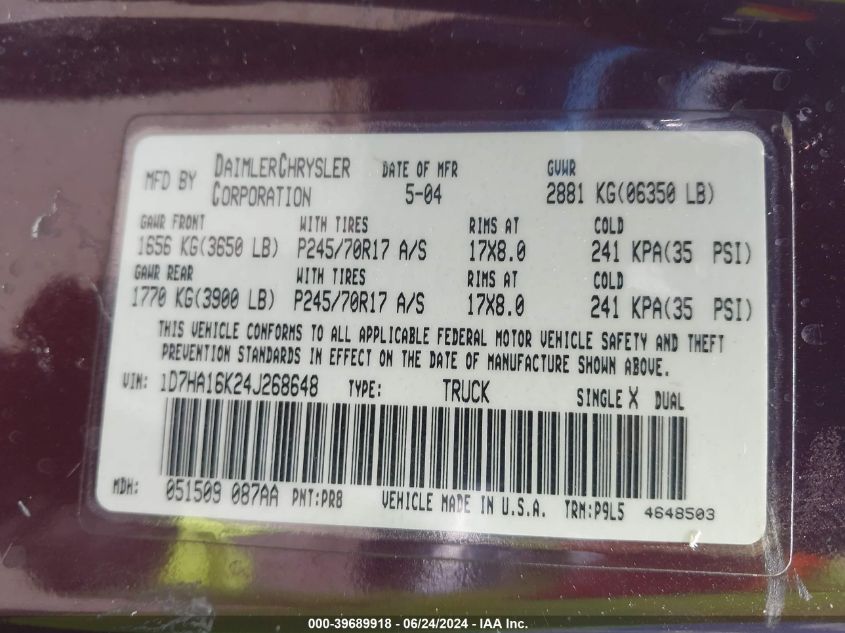 MFD BY DAIMLERCHRYSLER CORPORATION DATE OF MFR 5-04 GVWR 2881 KG(06350 LB)
GAWR FRONT WITH TIRES RIMS AT COLD
1656 KG(3650 LB) P245/70R17 A/S 17X8.0 241 KPA(35 PSI)
GAWR REAR WITH TIRES RIMS AT COLD
1770 KG(3900 LB) P245/70R17 A/S 17X8.0 241 KPA(35 PSI)
THIS VEHICLE CONFORMS TO ALL APPLICABLE FEDERAL MOTOR VEHICLE SAFETY AND THEFT
PREVENTION STANDARDS IN EFFECT ON THE DATE OF MANUFACTURE SHOWN ABOVE.
VIN: 1D7HA16K24J268648 TYPE: TRUCK SINGLE X DUAL
MDH: 051509 087AA PNT:PR8 VEHICLE MADE IN U.S.A. TRM:P9L5 4648503
000-39689918 - 06/24/2024 - IAA Inc.